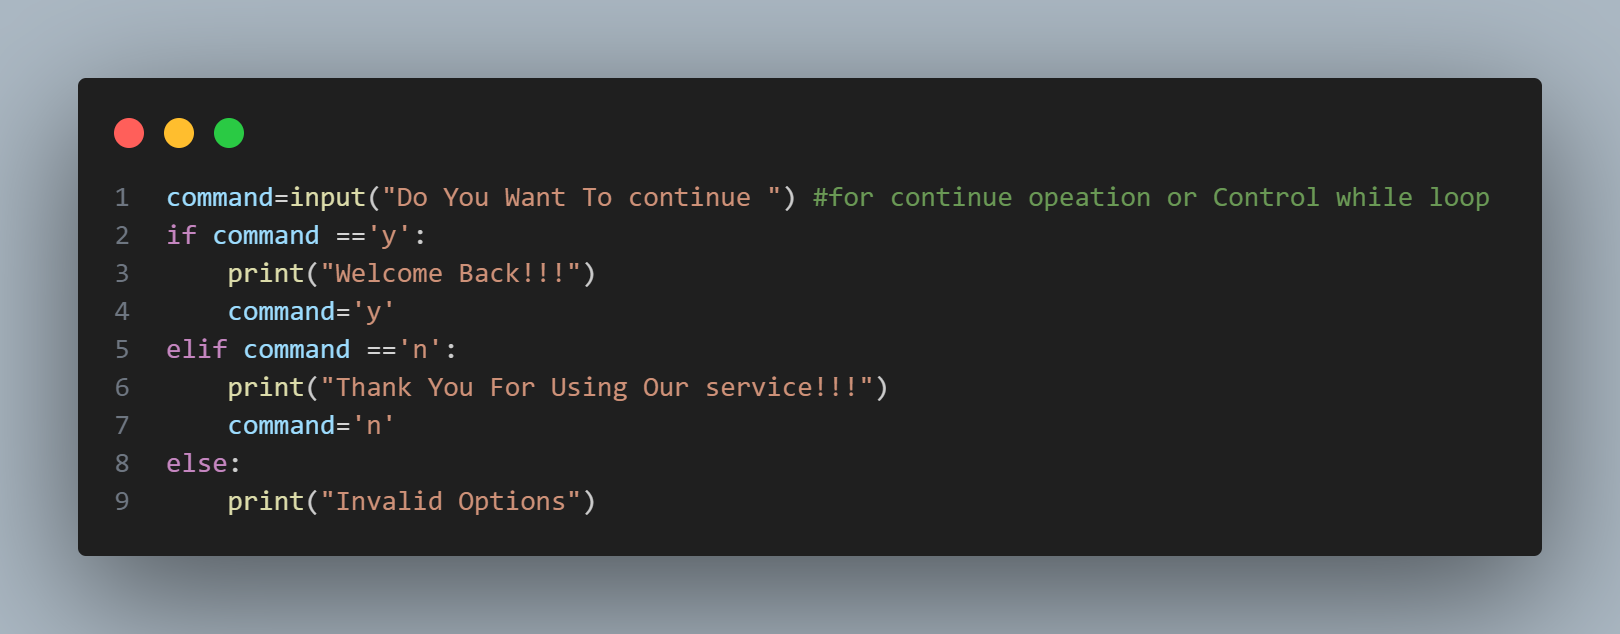 1 command=input("Do You Want To continue ") #for continue opeation or Control while loop
2 if command =='y':
3     print("Welcome Back!!!")
4     command='y'
5 elif command =='n':
6     print("Thank You For Using Our service!!!")
7     command='n'
8 else:
9     print("Invalid Options")